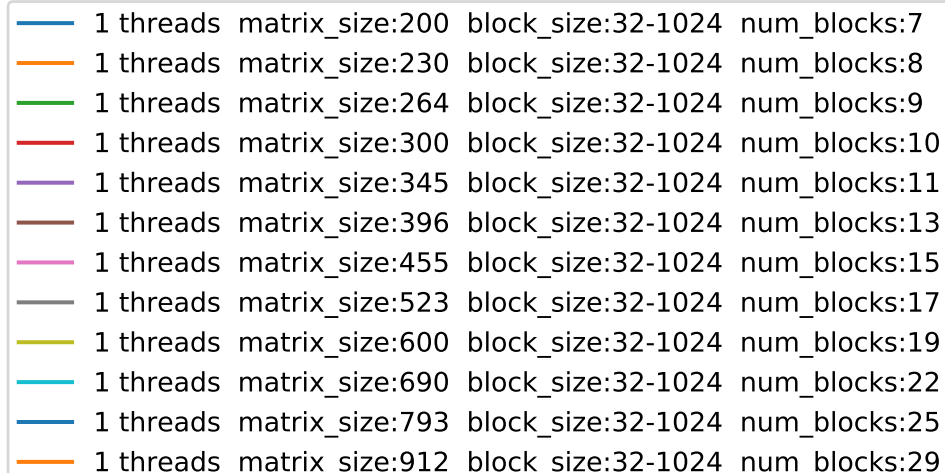 1 threads  matrix_size:200  block_size:32-1024  num_blocks:7
1 threads  matrix_size:230  block_size:32-1024  num_blocks:8
1 threads  matrix_size:264  block_size:32-1024  num_blocks:9
1 threads  matrix_size:300  block_size:32-1024  num_blocks:10
1 threads  matrix_size:345  block_size:32-1024  num_blocks:11
1 threads  matrix_size:396  block_size:32-1024  num_blocks:13
1 threads  matrix_size:455  block_size:32-1024  num_blocks:15
1 threads  matrix_size:523  block_size:32-1024  num_blocks:17
1 threads  matrix_size:600  block_size:32-1024  num_blocks:19
1 threads  matrix_size:690  block_size:32-1024  num_blocks:22
1 threads  matrix_size:793  block_size:32-1024  num_blocks:25
1 threads  matrix_size:912  block_size:32-1024  num_blocks:29